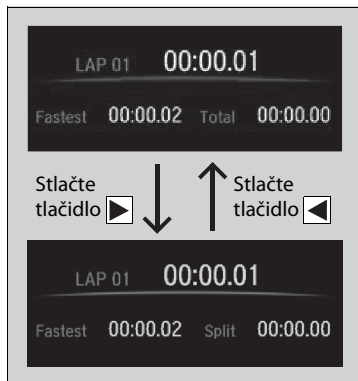 LAP 01 00:00.01
Fastest 00:00.02 Total 00:00.00
Stlačte
tlačidlo ▶
Stlačte
tlačidlo ◀
LAP 01 00:00.01
Fastest 00:00.02 Split 00:00.00